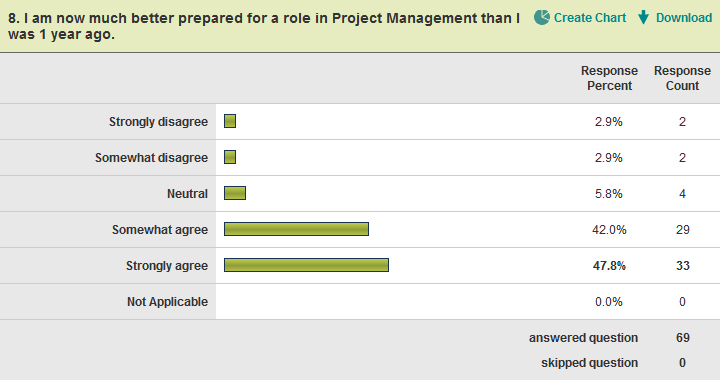 8. I am now much better prepared for a role in Project Management than I
was 1 year ago.
Create Chart Download
Response Percent
Response Count
Strongly disagree 2.9% 2
Somewhat disagree 2.9% 2
Neutral 5.8% 4
Somewhat agree 42.0% 29
Strongly agree 47.8% 33
Not Applicable 0.0% 0
answered question 69
skipped question 0